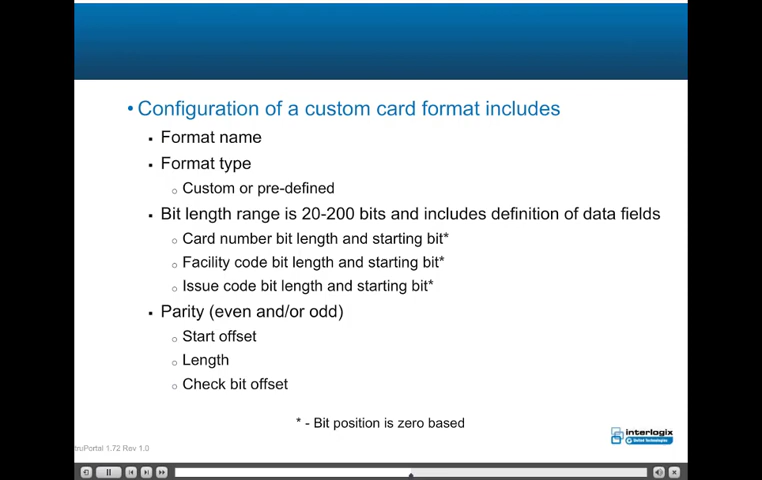 • Configuration of a custom card format includes
▪ Format name
▪ Format type
○ Custom or pre-defined
▪ Bit length range is 20-200 bits and includes definition of data fields
○ Card number bit length and starting bit*
○ Facility code bit length and starting bit*
○ Issue code bit length and starting bit*
▪ Parity (even and/or odd)
○ Start offset
○ Length
○ Check bit offset
* - Bit position is zero based
interlogix
United Technologies
truPortal 1.72 Rev 1.0